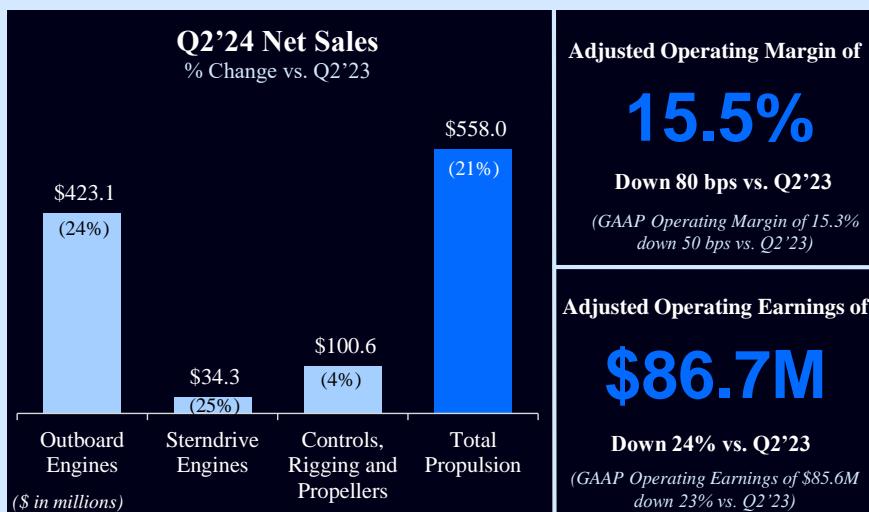 Q2’24 Net Sales
% Change vs. Q2’23
$423.1
(24%)
$34.3
(25%)
$100.6
(4%)
$558.0
(21%)
Outboard
Engines
Sterndrive
Engines
Controls,
Rigging and
Propellers
Total
Propulsion
($ in millions)
Adjusted Operating Margin of
15.5%
Down 80 bps vs. Q2’23
(GAAP Operating Margin of 15.3%
down 50 bps vs. Q2’23)
Adjusted Operating Earnings of
$86.7M
Down 24% vs. Q2’23
(GAAP Operating Earnings of $85.6M
down 23% vs. Q2’23)